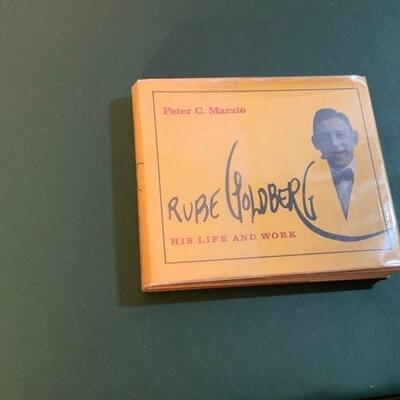 Peter C. Marzio
RUBE GOLDBERG
HIS LIFE AND WORK